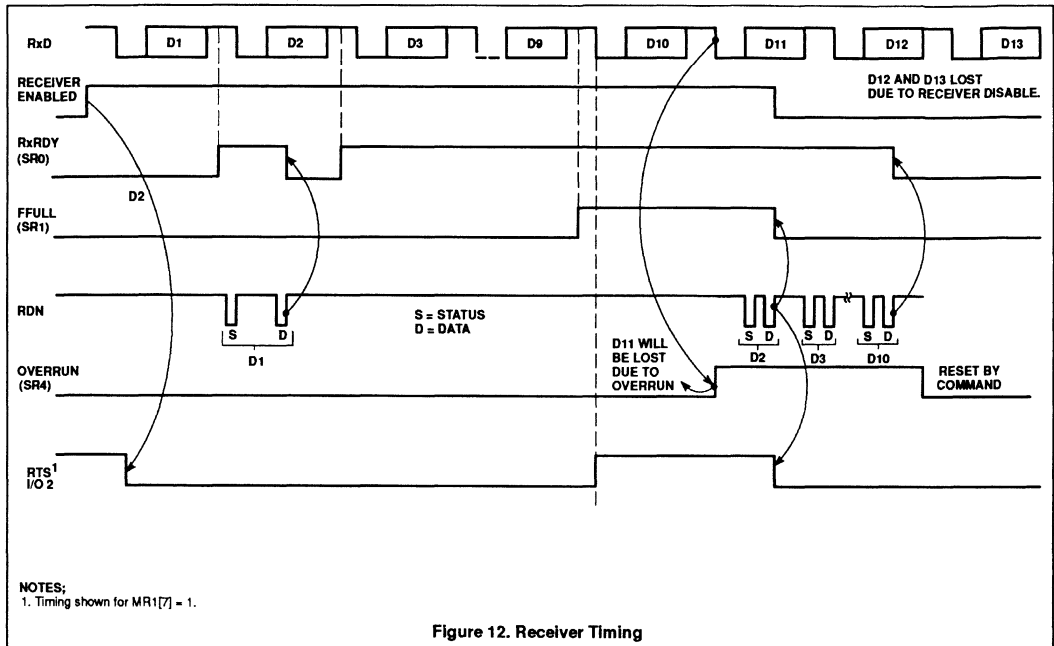 RxD
D1
D2
D3
D9
D10
D11
D12
D13
RECEIVER
ENABLED
D12 AND D13 LOST
DUE TO RECEIVER DISABLE.
RxRDY
(SR0)
D2
FFULL
(SR1)
RDN
S = STATUS
D = DATA
S D
D1
S D
D2
S D
D3
S D
D10
D11 WILL
BE LOST
DUE TO
OVERRUN
OVERRUN
(SR4)
RESET BY
COMMAND
RTS1
I/O 2
NOTES;
1. Timing shown for MR1[7] = 1.
Figure 12. Receiver Timing